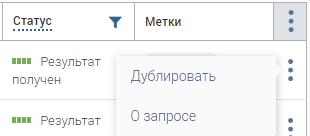 Статус Метки
Результат
получен
Дублировать
О запросе
Результат